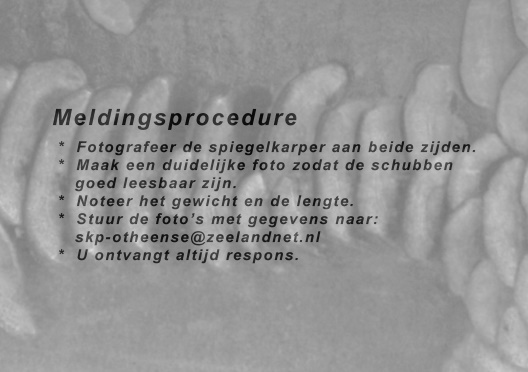 Meldingsprocedure
* Fotografeer de spiegelkarper aan beide zijden.
* Maak een duidelijke foto zodat de schubben
goed leesbaar zijn.
* Noteer het gewicht en de lengte.
* Stuur de foto's met gegevens naar:
skp-otheense@zeelandnet.nl
* U ontvangt altijd respons.